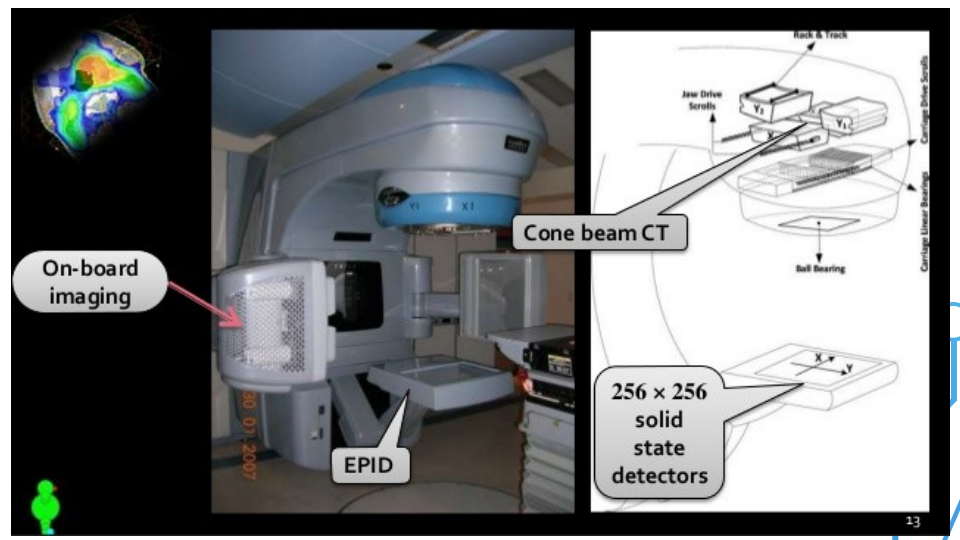 Rack & Track
Carriage Drive Scrolls
Jaw Drive
Scrolls
Y2
Y1
X
Y1 X1
Cone beam CT
Carriage Linear Bearings
On-board
imaging
Ball Bearing
X
Y
256 × 256
solid
state
detectors
EPID
30 01 2007
13